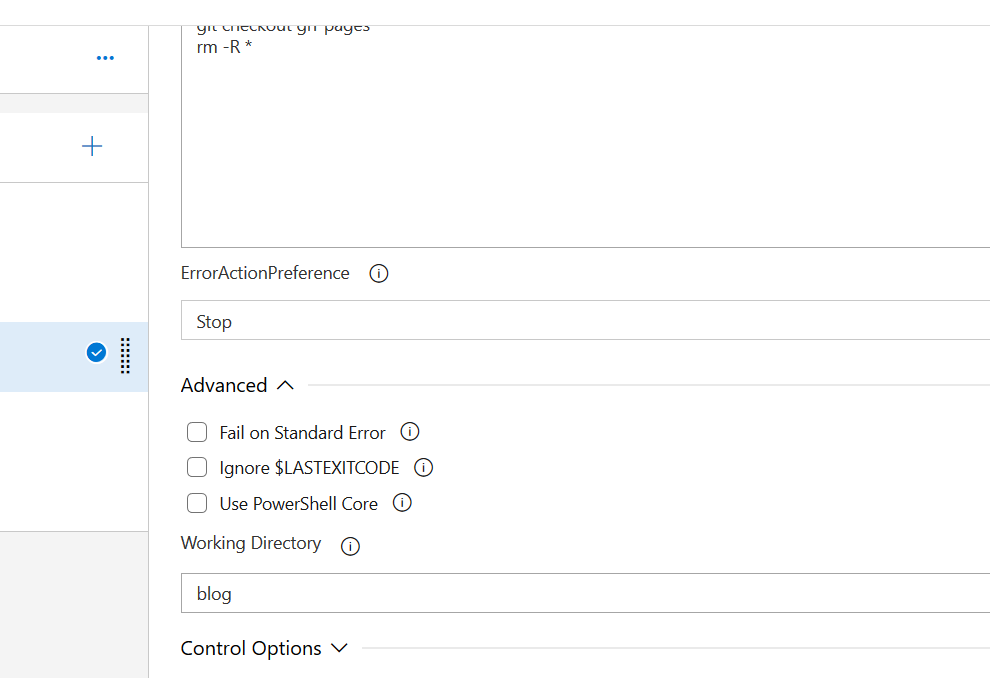 git checkout gh-pages
rm -R *
ErrorActionPreference
Stop
Advanced
Fail on Standard Error
Ignore $LASTEXITCODE
Use PowerShell Core
Working Directory
blog
Control Options